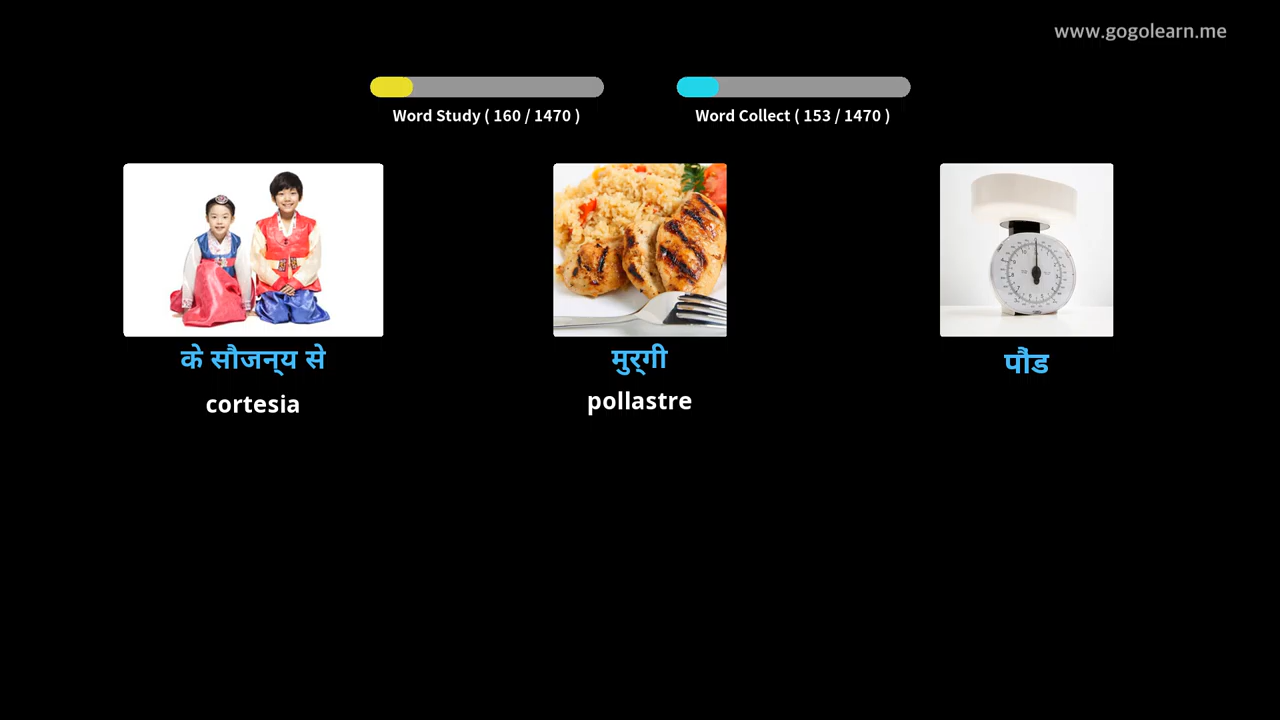 www.gogolearn.me
Word Study ( 160 / 1470 )
Word Collect ( 153 / 1470 )
के सौजन्य से
cortesia
मुर्गी
pollastre
पौंड